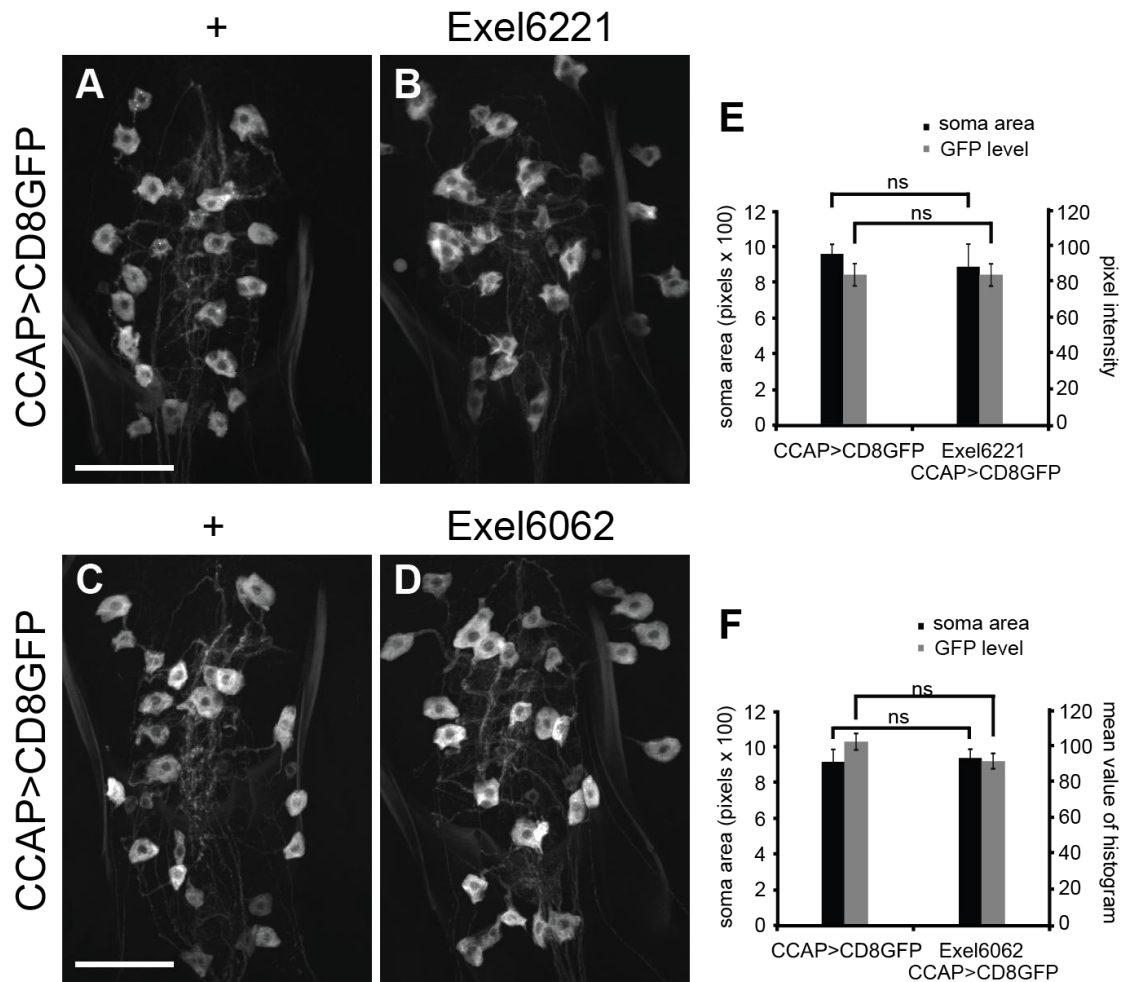 +
Exel6221
CCAP>CD8GFP
A
B
E
soma area
GFP level
ns
ns
soma area (pixels x 100)
12
10
8
6
4
2
0
120
100
80
60
40
20
0
pixel intensity
CCAP>CD8GFP
Exel6221
CCAP>CD8GFP
+
Exel6062
CCAP>CD8GFP
C
D
F
soma area
GFP level
ns
ns
soma area (pixels x 100)
12
10
8
6
4
2
0
120
100
80
60
40
20
0
mean value of histogram
CCAP>CD8GFP
Exel6062
CCAP>CD8GFP